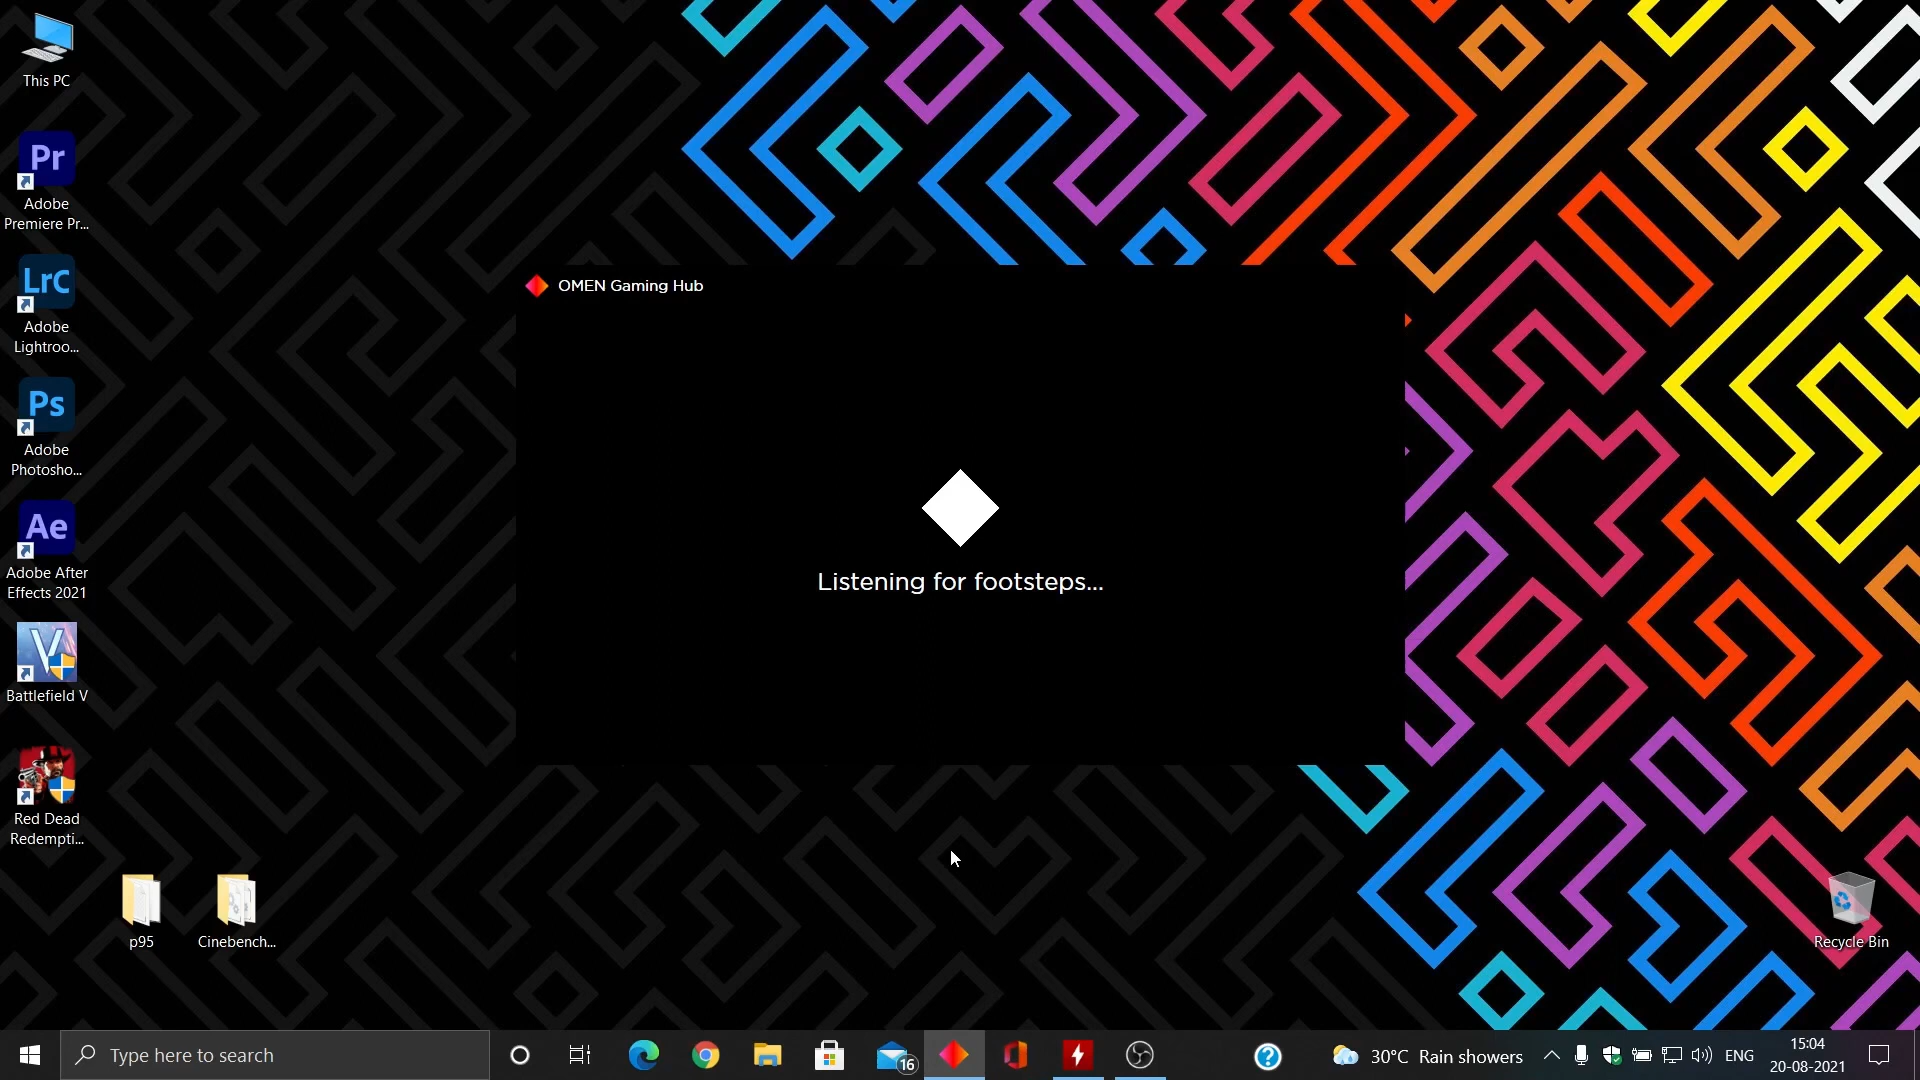 This PC
Pr
Adobe
Premiere Pr...
LrC
Adobe
Lightroo...
Ps
Adobe
Photosho...
Ae
Adobe After
Effects 2021
V
Battlefield V
Red Dead
Redempti...
p95
Cinebench...
OMEN Gaming Hub
Listening for footsteps...
Recycle Bin
Type here to search
16
30°C Rain showers
ENG
15:04
20-08-2021